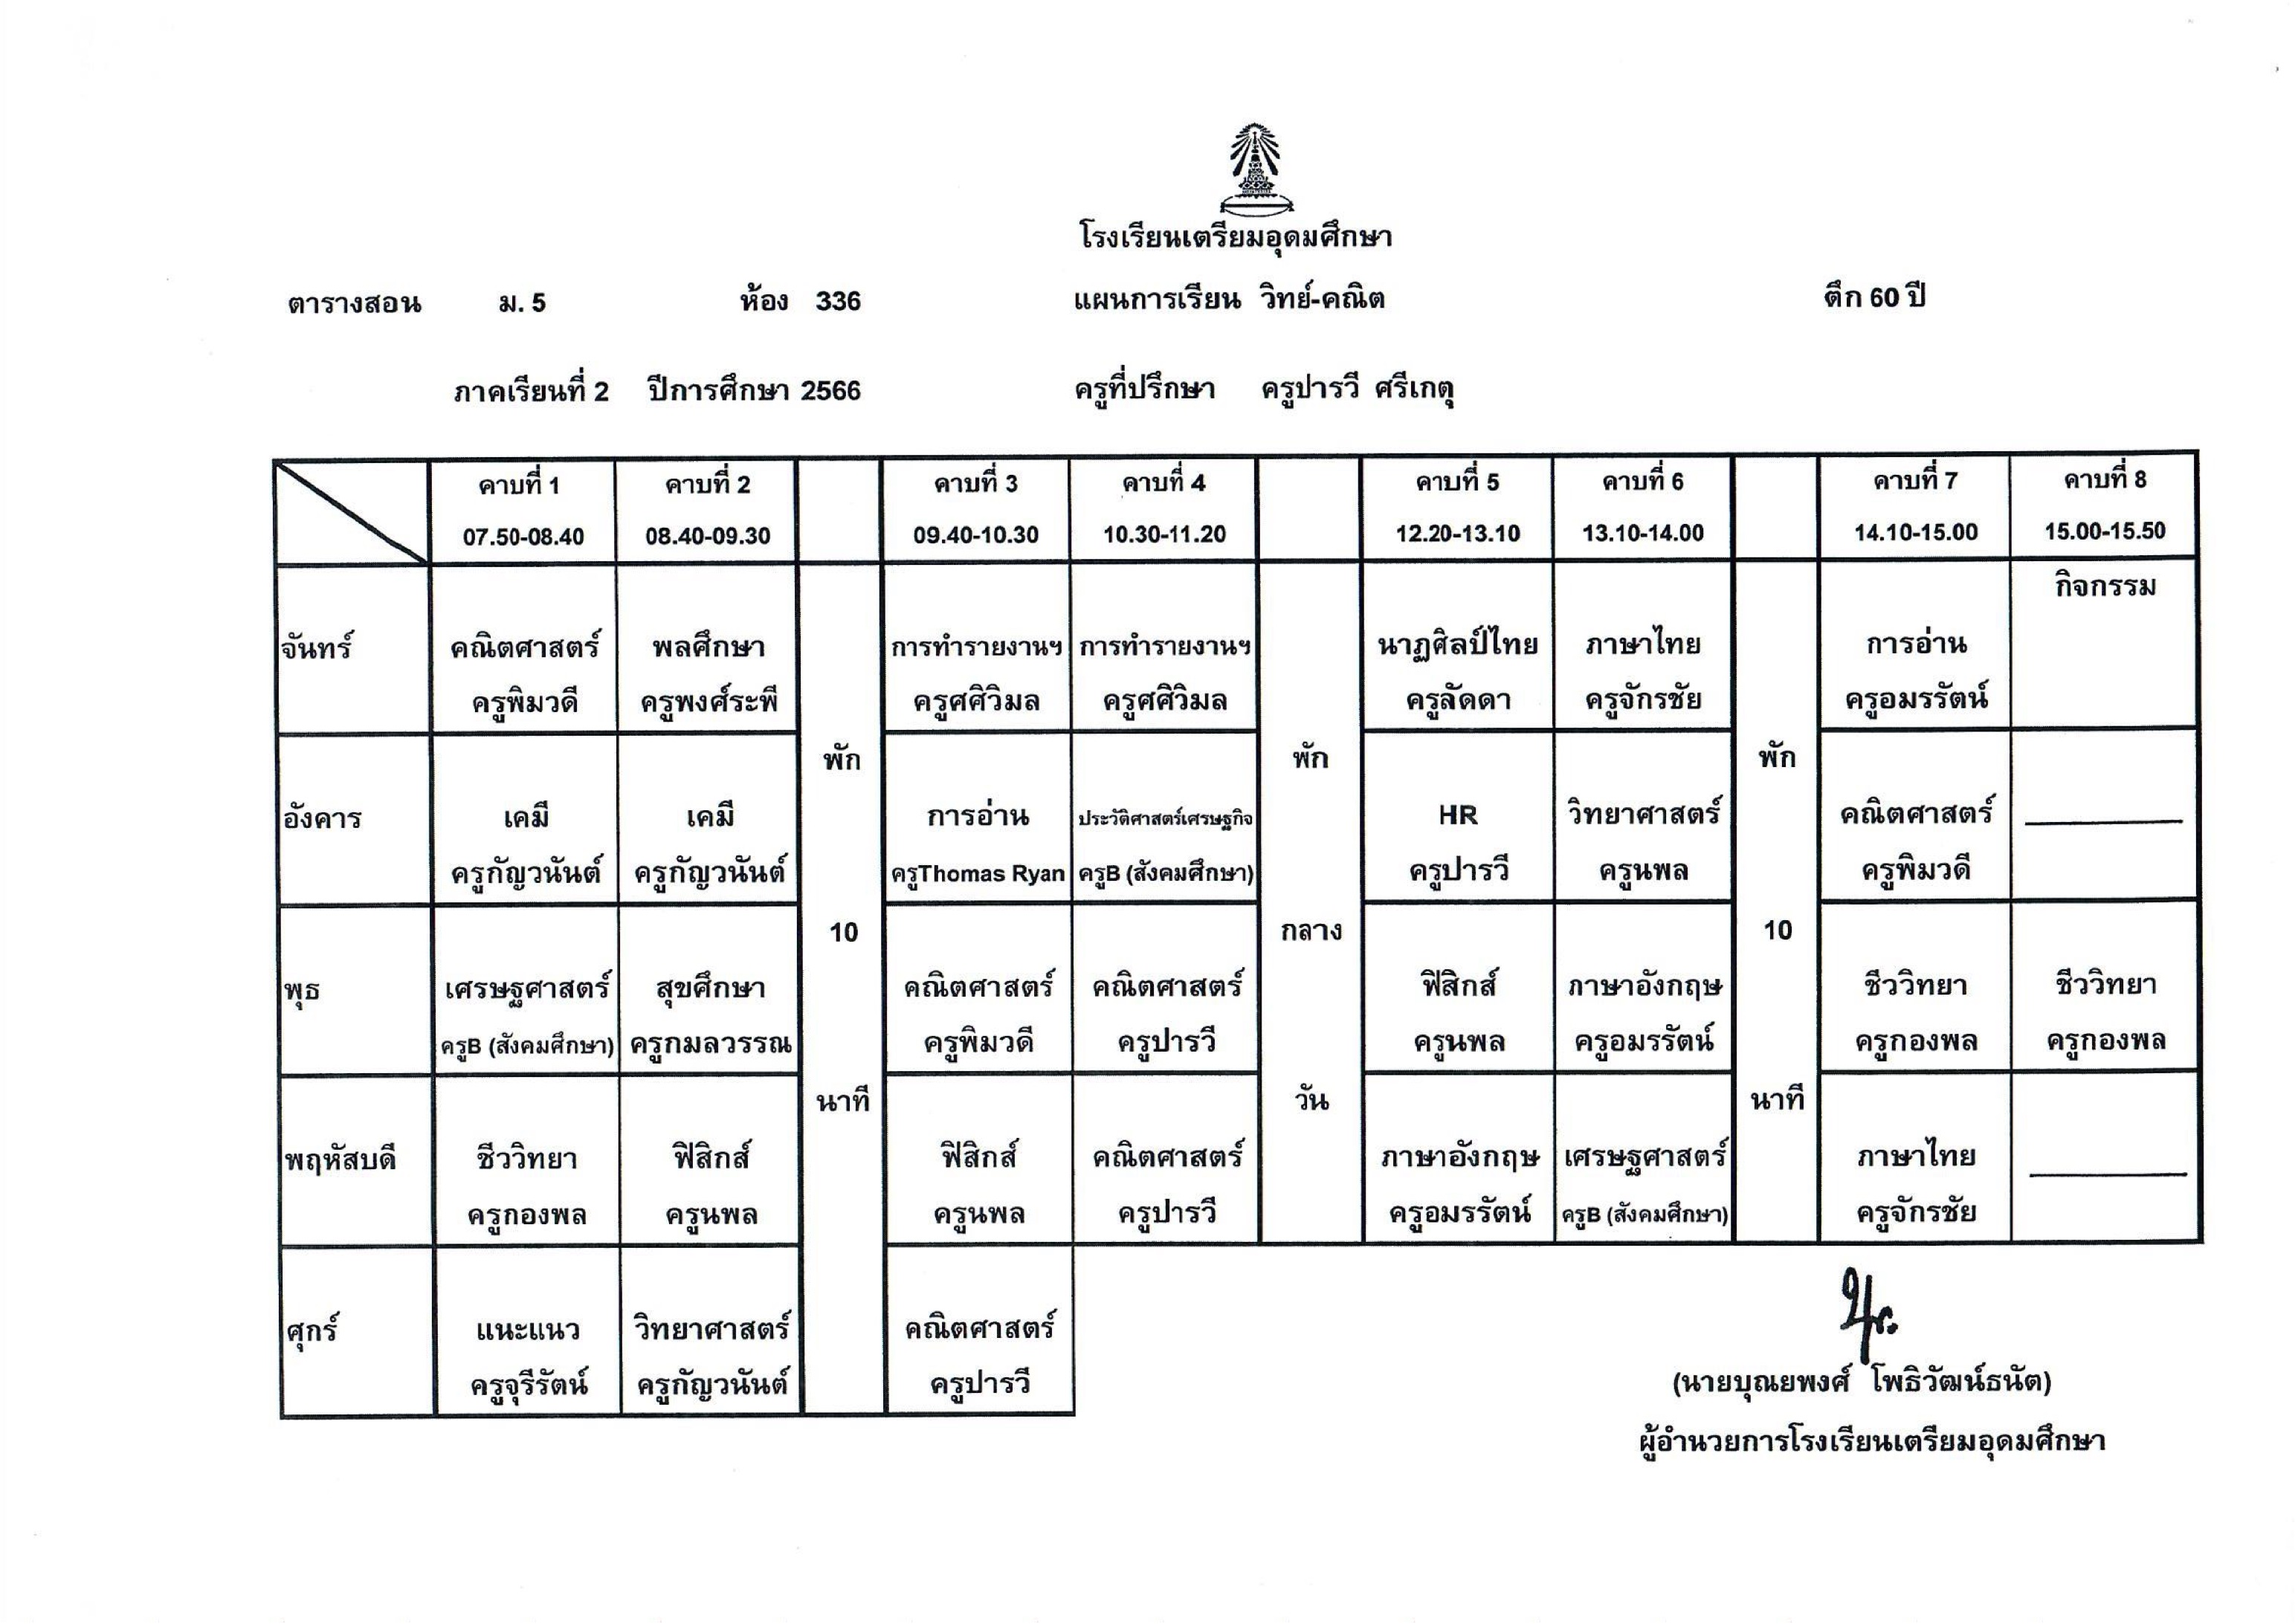 โรงเรียนเตรียมอุดมศึกษา
ตารางสอน ม. 5 ห้อง 336 แผนการเรียน วิทย์-คณิต ตึก 60 ปี
ภาคเรียนที่ 2 ปีการศึกษา 2566 ครูที่ปรึกษา ครูปารวี ศรีเกตุ
คาบที่ 1 คาบที่ 2 คาบที่ 3 คาบที่ 4 คาบที่ 5 คาบที่ 6 คาบที่ 7 คาบที่ 8
07.50-08.40 08.40-09.30 09.40-10.30 10.30-11.20 12.20-13.10 13.10-14.00 14.10-15.00 15.00-15.50
กิจกรรม
จันทร์ คณิตศาสตร์ พลศึกษา การทำรายงานฯ การทำรายงานฯ นาฏศิลป์ไทย ภาษาไทย การอ่าน
ครูพิมวดี ครูพงศ์ระพี ครูศศิวิมล ครูศศิวิมล ครูลัดดา ครูจักรชัย ครูอมรรัตน์
พัก พัก พัก
อังคาร เคมี เคมี การอ่าน ประวัติศาสตร์เศรษฐกิจ HR วิทยาศาสตร์ คณิตศาสตร์
ครูกัญวนันต์ ครูกัญวนันต์ ครูThomas Ryan ครูB (สังคมศึกษา) ครูปารวี ครูนพล ครูพิมวดี
10 กลาง 10
พุธ เศรษฐศาสตร์ สุขศึกษา คณิตศาสตร์ คณิตศาสตร์ ฟิสิกส์ ภาษาอังกฤษ ชีววิทยา ชีววิทยา
ครูB (สังคมศึกษา) ครูกมลวรรณ ครูพิมวดี ครูปารวี ครูนพล ครูอมรรัตน์ ครูกองพล ครูกองพล
นาที วัน นาที
พฤหัสบดี ชีววิทยา ฟิสิกส์ ฟิสิกส์ คณิตศาสตร์ ภาษาอังกฤษ เศรษฐศาสตร์ ภาษาไทย
ครูกองพล ครูนพล ครูนพล ครูปารวี ครูอมรรัตน์ ครูB (สังคมศึกษา) ครูจักรชัย
ศุกร์ แนะแนว วิทยาศาสตร์ คณิตศาสตร์
ครูจุรีรัตน์ ครูกัญวนันต์ ครูปารวี
(นายบุณยพงศ์ โพธิวัฒน์ธนัต)
ผู้อำนวยการโรงเรียนเตรียมอุดมศึกษา